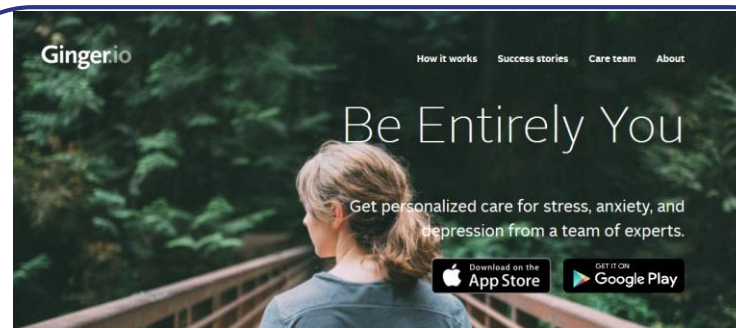 Ginger.io
How it works Success stories Care team About
Be Entirely You
Get personalized care for stress, anxiety, and
depression from a team of experts.
Download on the
App Store
GET IT ON
Google Play